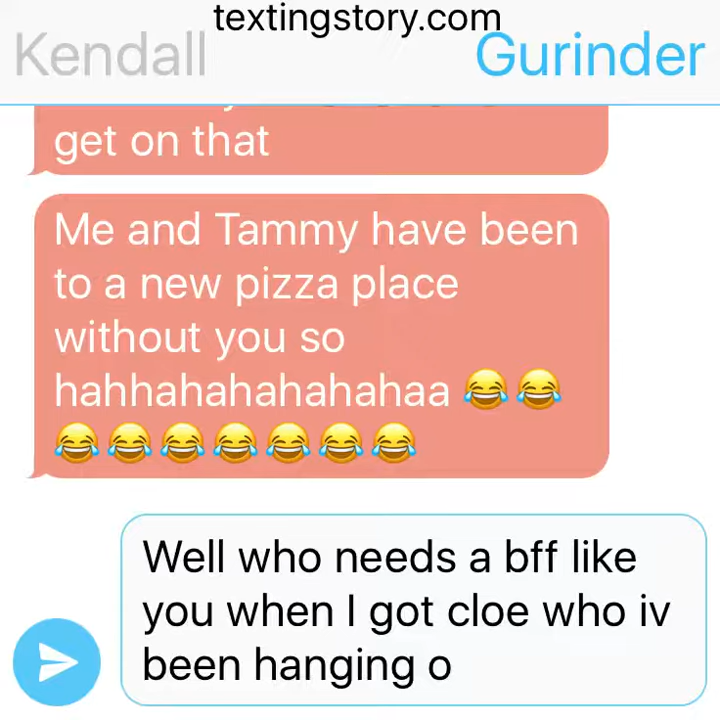 textingstory.com
Kendall
Gurinder
get on that
Me and Tammy have been
to a new pizza place
without you so
hahhahahahahahaa 😂😂
😂😂😂😂😂😂😂
Well who needs a bff like
you when I got cloe who iv
been hanging o